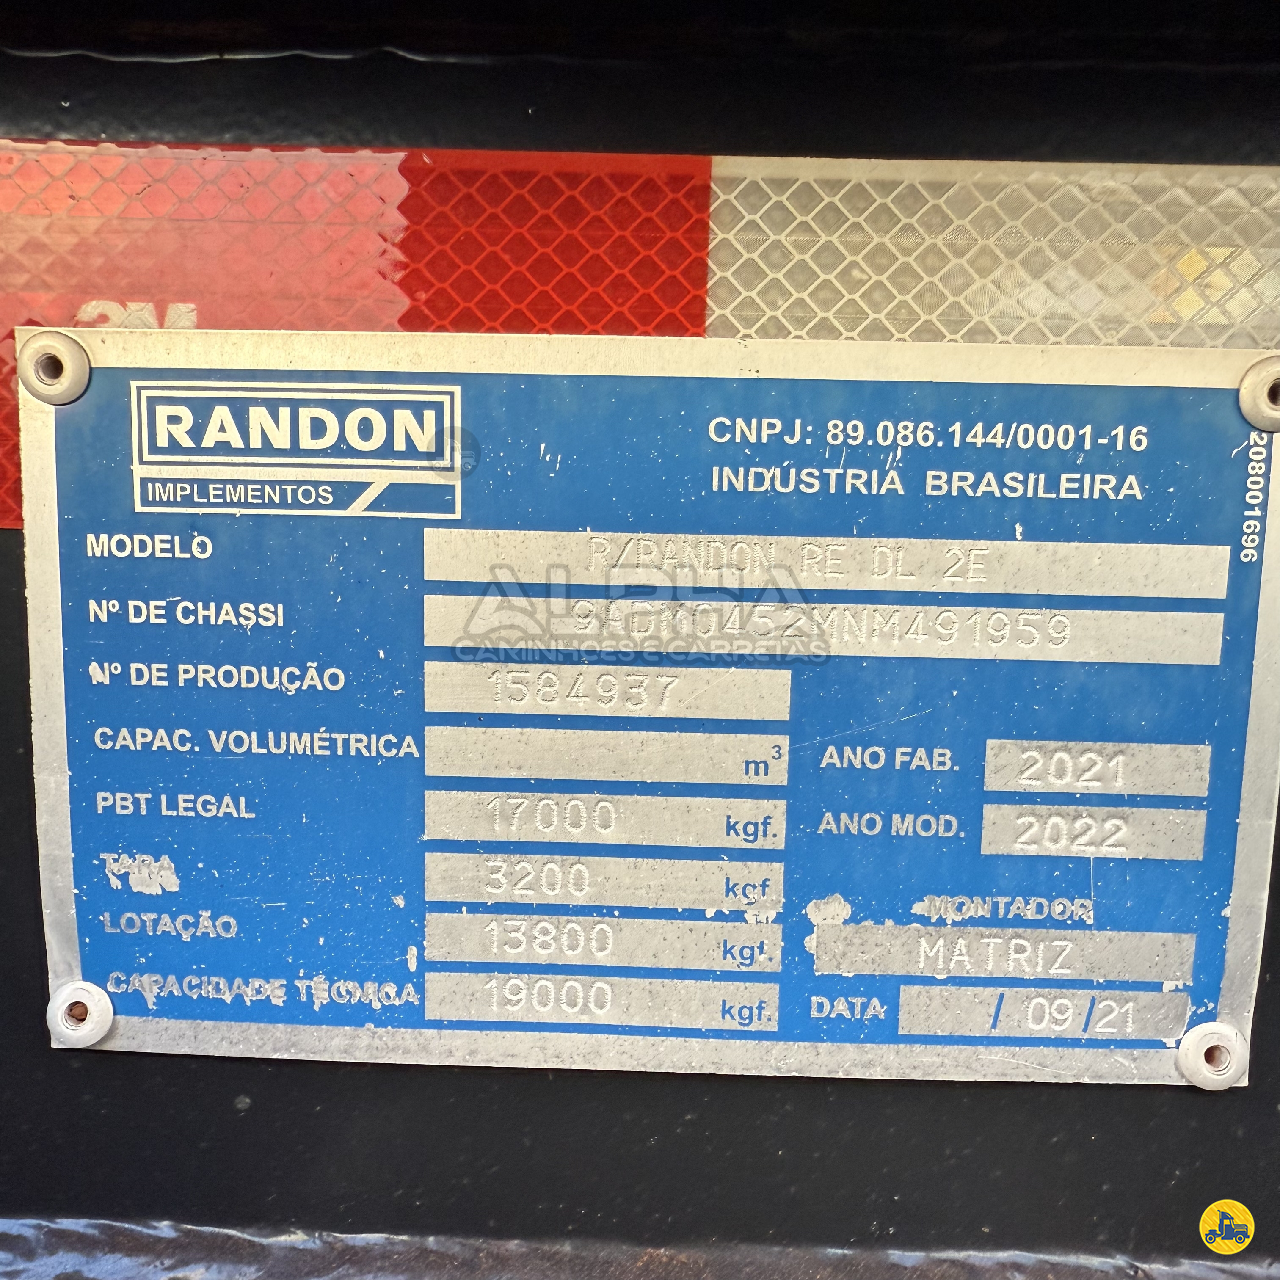 3M
RANDON
IMPLEMENTOS
CNPJ: 89.086.144/0001-16
INDÚSTRIA BRASILEIRA
208001696
MODELO R/RANDON RE DL 2E
Nº DE CHASSI 9ADM0452MNM491959
ALPHA
CAMINHÕES E CARRETAS
Nº DE PRODUÇÃO 1584937
CAPAC. VOLUMÉTRICA m³
ANO FAB. 2021
PBT LEGAL 17000 kgf.
ANO MOD. 2022
TARA 3200 kgf.
MONTADOR
LOTAÇÃO 13800 kgf.
MATRIZ
CAPACIDADE TÉCNICA 19000 kgf.
DATA / 09/21